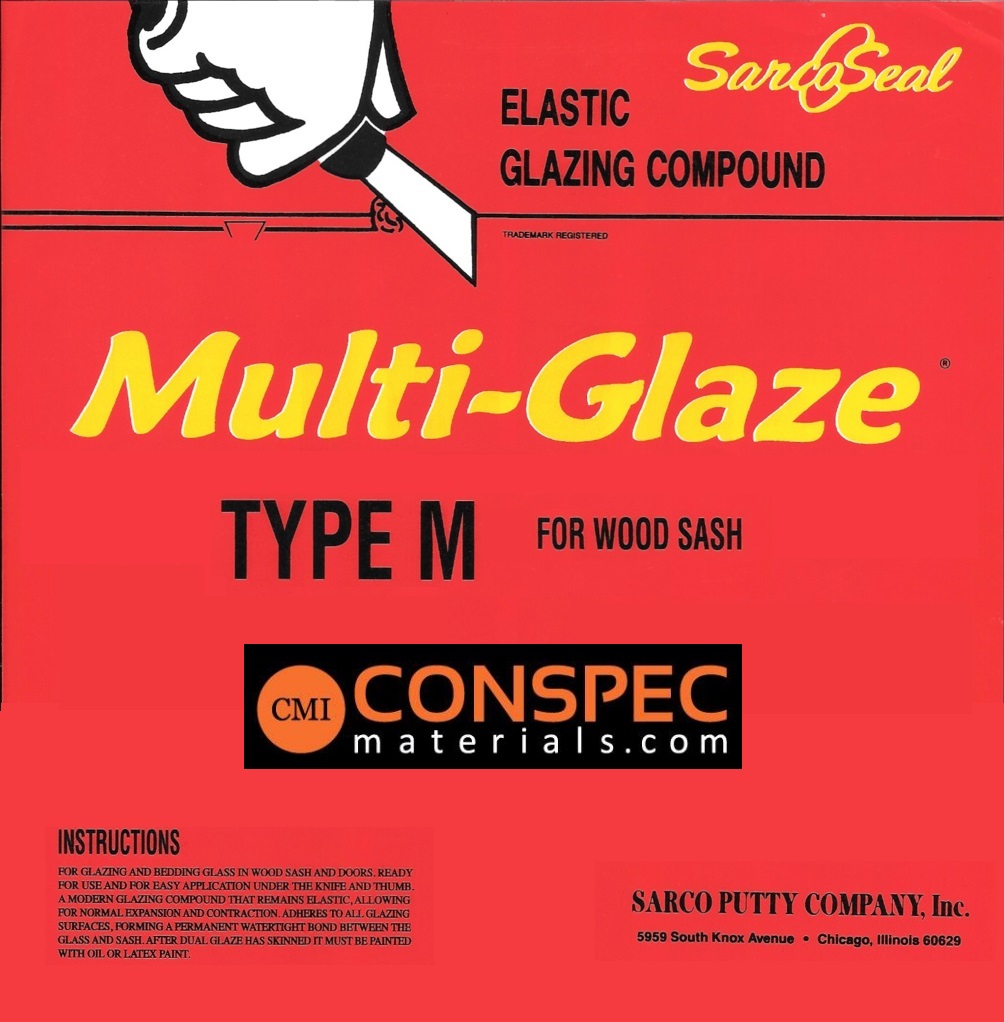 SarcoSeal
ELASTIC
GLAZING COMPOUND
TRADEMARK REGISTERED
Multi-Glaze®
TYPE M
FOR WOOD SASH
CMI
CONSPEC
materials.com
INSTRUCTIONS
FOR GLAZING AND BEDDING GLASS IN WOOD SASH AND DOORS. READY
FOR USE AND FOR EASY APPLICATION UNDER THE KNIFE AND THUMB.
A MODERN GLAZING COMPOUND THAT REMAINS ELASTIC, ALLOWING
FOR NORMAL EXPANSION AND CONTRACTION. ADHERES TO ALL GLAZING
SURFACES, FORMING A PERMANENT WATERTIGHT BOND BETWEEN THE
GLASS AND SASH. AFTER DUAL GLAZE HAS SKINNED IT MUST BE PAINTED
WITH OIL OR LATEX PAINT.
SARCO PUTTY COMPANY, Inc.
5959 South Knox Avenue • Chicago, Illinois 60629